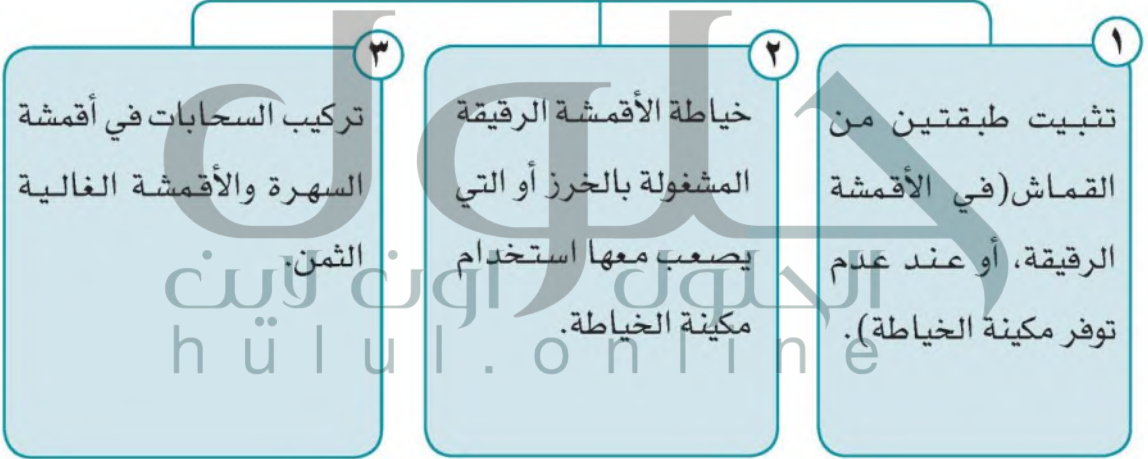 ١
تثبيت طبقتين من
القماش(في الأقمشة
الرقيقة، أو عند عدم
توفر مكينة الخياطة).
٢
خياطة الأقمشة الرقيقة
المشغولة بالخرز أو التي
يصعب معها استخدام
مكينة الخياطة.
٣
تركيب السحابات في أقمشة
السهرة والأقمشة الغالية
الثمن.
حلول
الحلول اون لاين
hülul.online